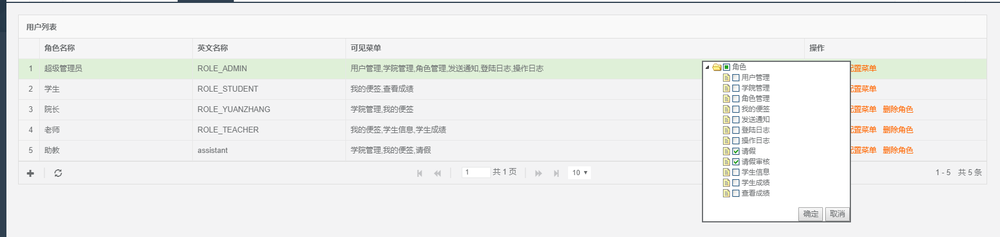 用户列表
角色名称 英文名称 可见菜单 操作
1 超级管理员 ROLE_ADMIN 用户管理,学院管理,角色管理,发送通知,登陆日志,操作日志 置菜单
2 学生 ROLE_STUDENT 我的便签,查看成绩 置菜单
3 院长 ROLE_YUANZHANG 学院管理,我的便签 置菜单 删除角色
4 老师 ROLE_TEACHER 我的便签,学生信息,学生成绩 置菜单 删除角色
5 助教 assistant 学院管理,我的便签,请假 置菜单 删除角色
1 共 1 页 10 1 - 5 共 5 条
角色
用户管理
学院管理
角色管理
我的便签
发送通知
登陆日志
操作日志
请假
请假审核
学生信息
学生成绩
查看成绩
确定 取消